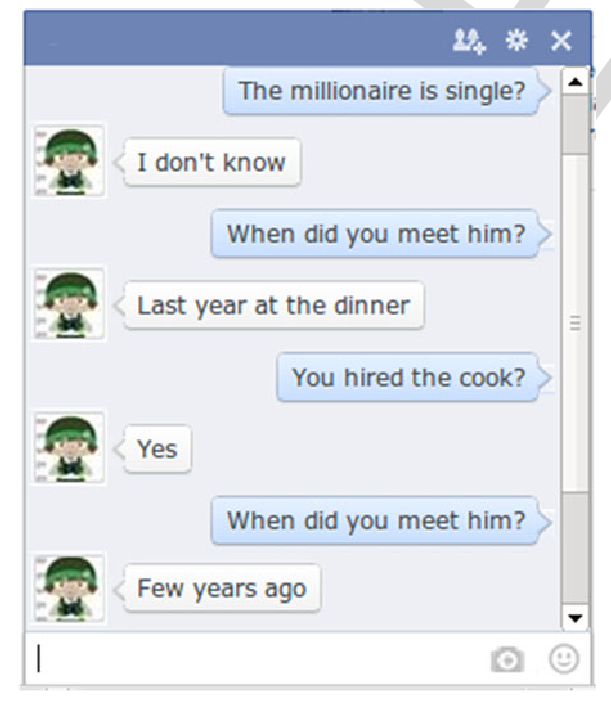 The millionaire is single?
I don't know
When did you meet him?
Last year at the dinner
You hired the cook?
Yes
When did you meet him?
Few years ago